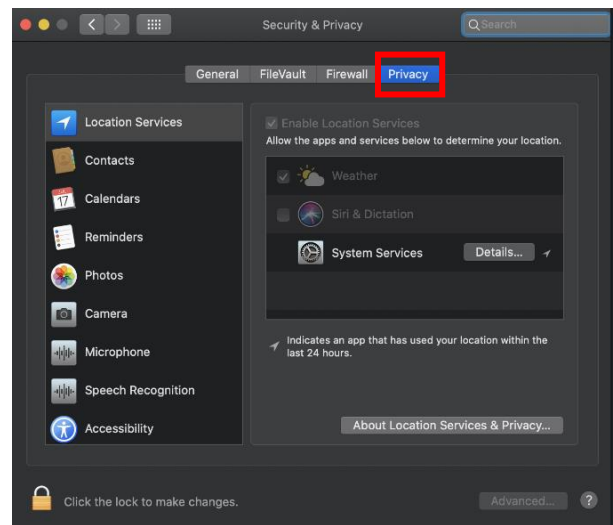 Security & Privacy
Search
General FileVault Firewall Privacy
Location Services
Contacts
17
Calendars
Reminders
Photos
Camera
Microphone
Speech Recognition
Accessibility
Enable Location Services
Allow the apps and services below to determine your location.
Weather
Siri & Dictation
System Services Details...
Indicates an app that has used your location within the
last 24 hours.
About Location Services & Privacy...
Click the lock to make changes.
Advanced... ?